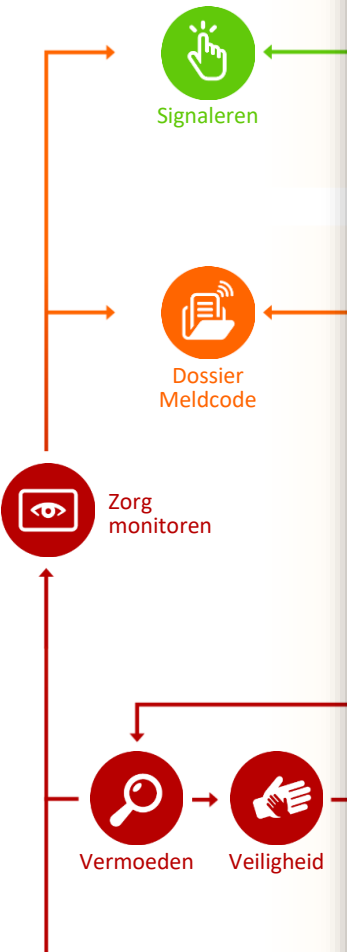 Signaleren
Dossier
Meldcode
Zorg
monitoren
Vermoeden
Veiligheid